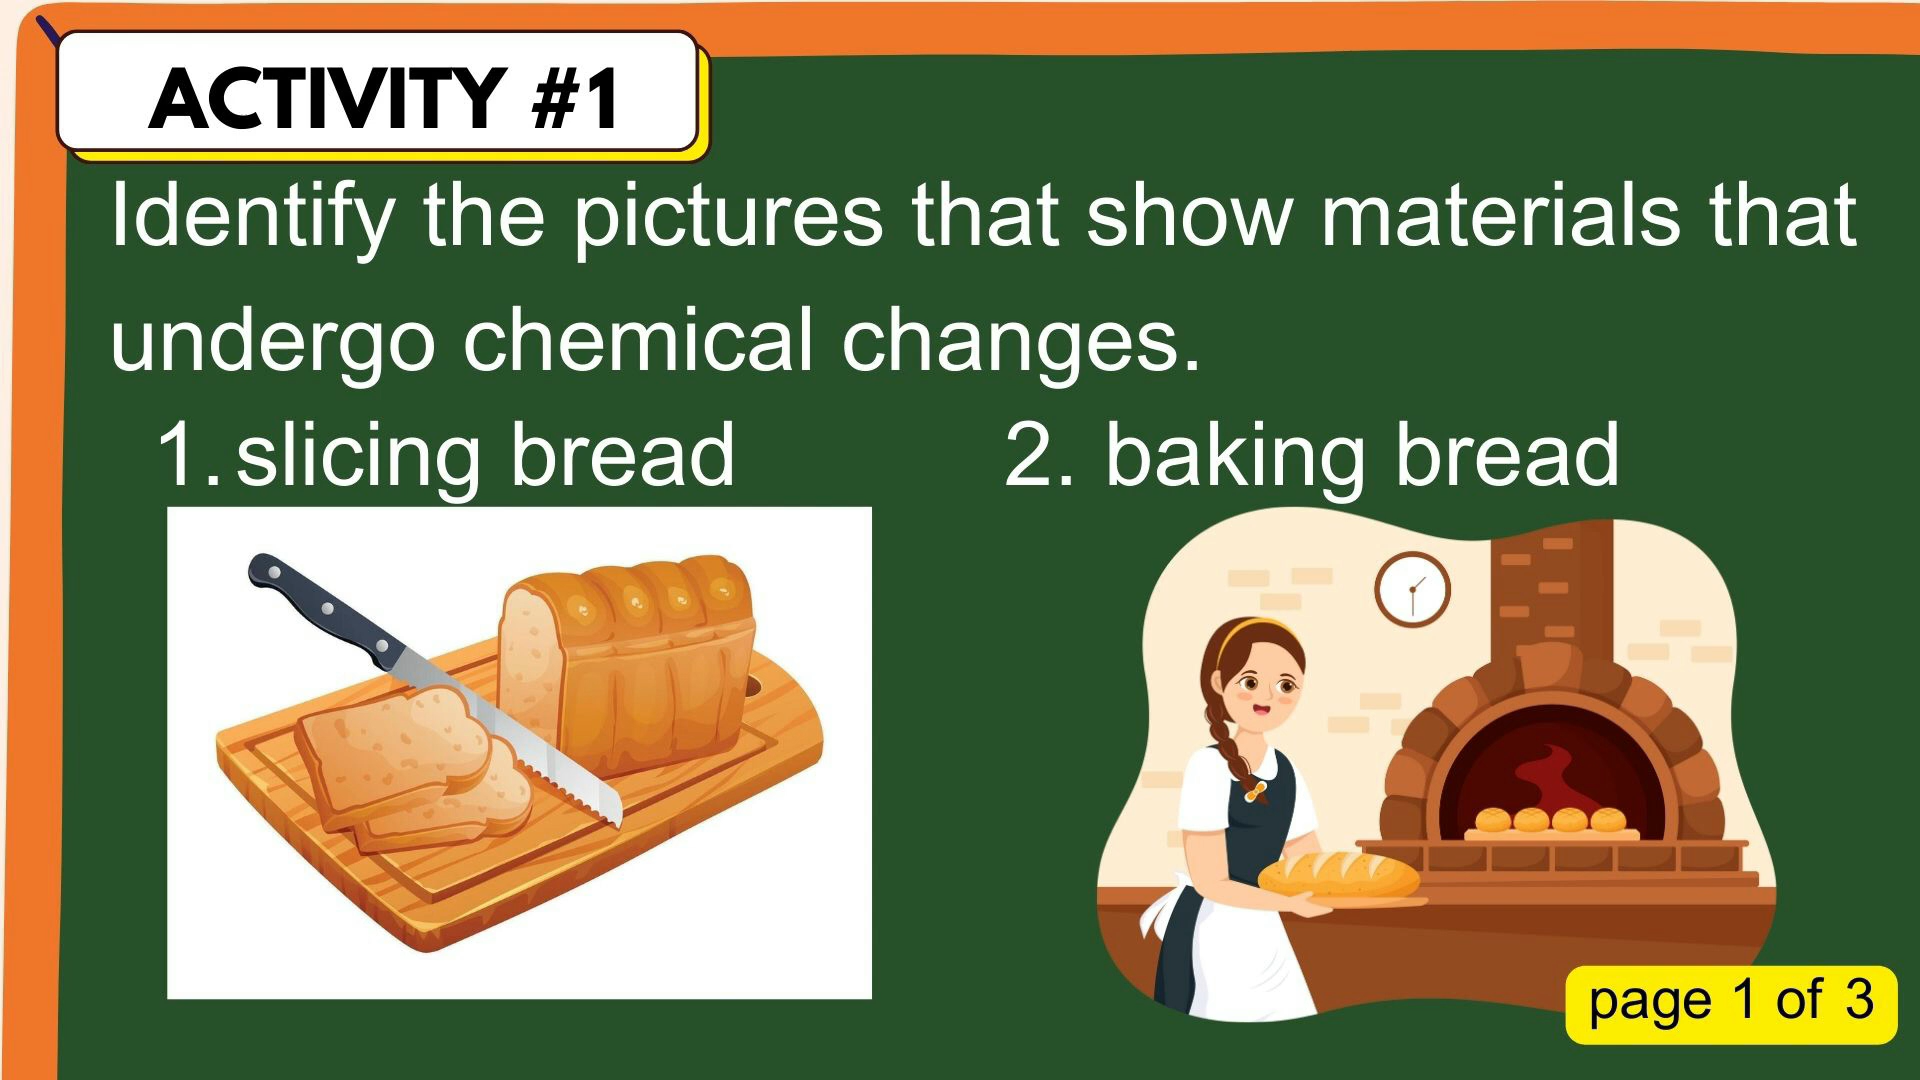 ACTIVITY #1
Identify the pictures that show materials that
undergo chemical changes.
1. slicing bread
2. baking bread
page 1 of 3